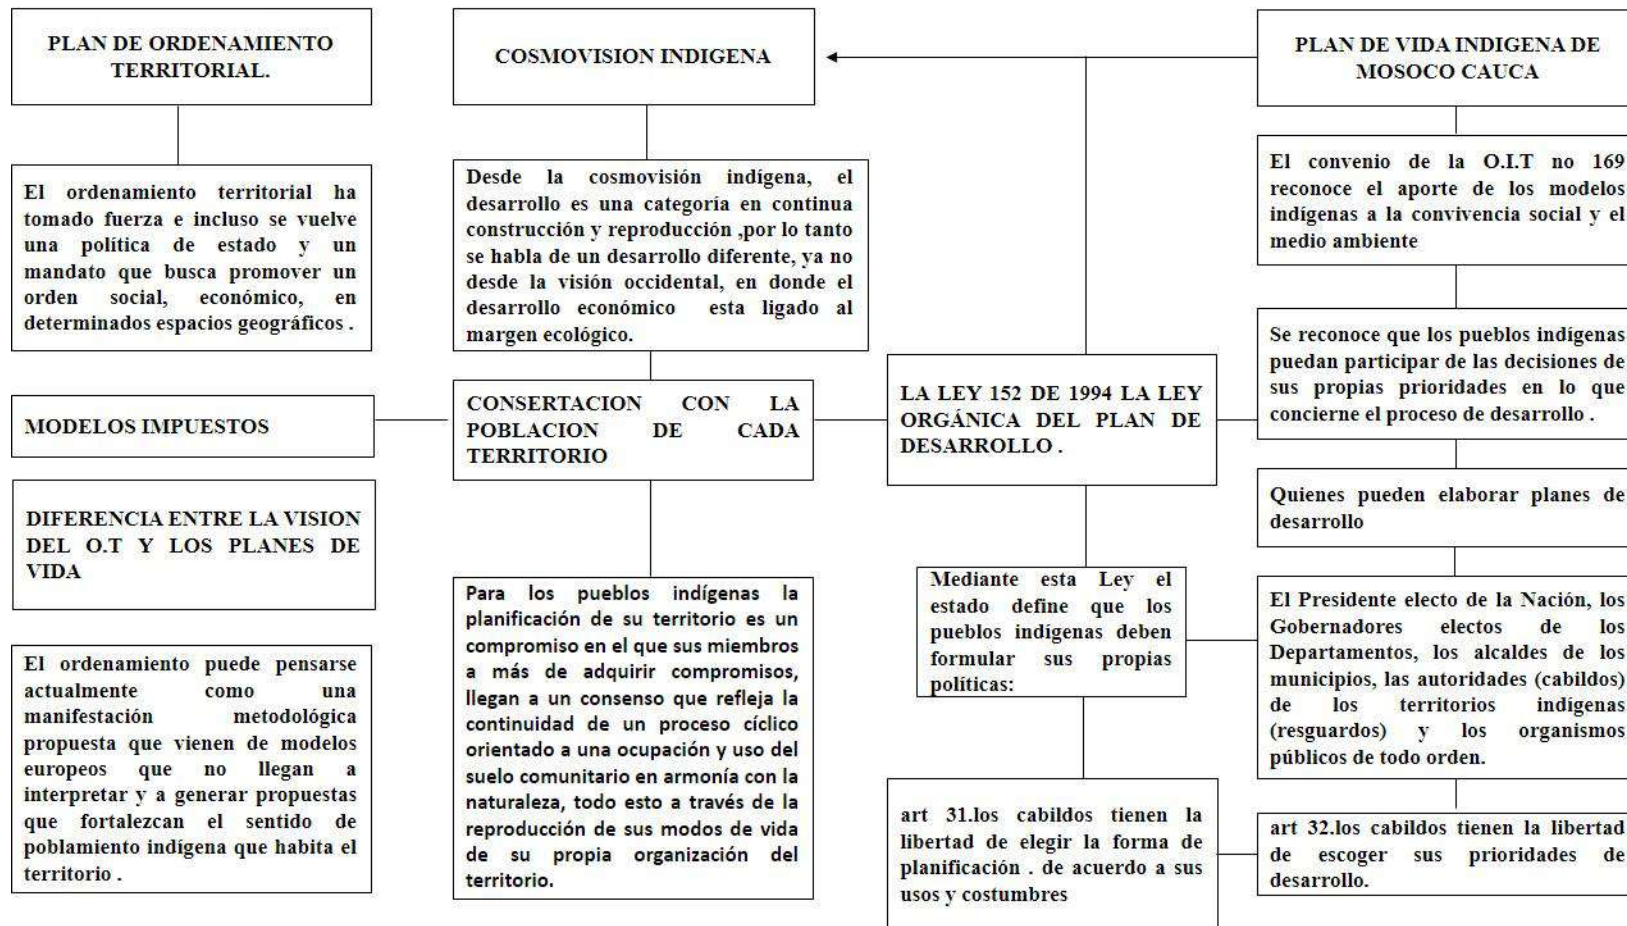 PLAN DE ORDENAMIENTO
TERRITORIAL.
El ordenamiento territorial ha
tomado fuerza e incluso se vuelve
una política de estado y un
mandato que busca promover un
orden social, económico, en
determinados espacios geográficos .
MODELOS IMPUESTOS
DIFERENCIA ENTRE LA VISION
DEL O.T Y LOS PLANES DE
VIDA
El ordenamiento puede pensarse
actualmente como una
manifestación metodológica
propuesta que vienen de modelos
europeos que no llegan a
interpretar y a generar propuestas
que fortalezcan el sentido de
poblamiento indígena que habita el
territorio .
COSMOVISION INDIGENA
Desde la cosmovisión indígena, el
desarrollo es una categoría en continua
construcción y reproducción ,por lo tanto
se habla de un desarrollo diferente, ya no
desde la visión occidental, en donde el
desarrollo económico esta ligado al
margen ecológico.
CONSERTACION CON LA
POBLACION DE CADA
TERRITORIO
Para los pueblos indígenas la
planificación de su territorio es un
compromiso en el que sus miembros
a más de adquirir compromisos,
llegan a un consenso que refleja la
continuidad de un proceso cíclico
orientado a una ocupación y uso del
suelo comunitario en armonía con la
naturaleza, todo esto a través de la
reproducción de sus modos de vida
de su propia organización del
territorio.
LA LEY 152 DE 1994 LA LEY
ORGÁNICA DEL PLAN DE
DESARROLLO .
Mediante esta Ley el
estado define que los
pueblos indígenas deben
formular sus propias
políticas:
art 31.los cabildos tienen la
libertad de elegir la forma de
planificación . de acuerdo a sus
usos y costumbres
PLAN DE VIDA INDIGENA DE
MOSOCO CAUCA
El convenio de la O.I.T no 169
reconoce el aporte de los modelos
indígenas a la convivencia social y el
medio ambiente
Se reconoce que los pueblos indígenas
puedan participar de las decisiones de
sus propias prioridades en lo que
concierne el proceso de desarrollo .
Quienes pueden elaborar planes de
desarrollo
El Presidente electo de la Nación, los
Gobernadores electos de los
Departamentos, los alcaldes de los
municipios, las autoridades (cabildos)
de los territorios indígenas
(resguardos) y los organismos
públicos de todo orden.
art 32.los cabildos tienen la libertad
de escoger sus prioridades de
desarrollo.